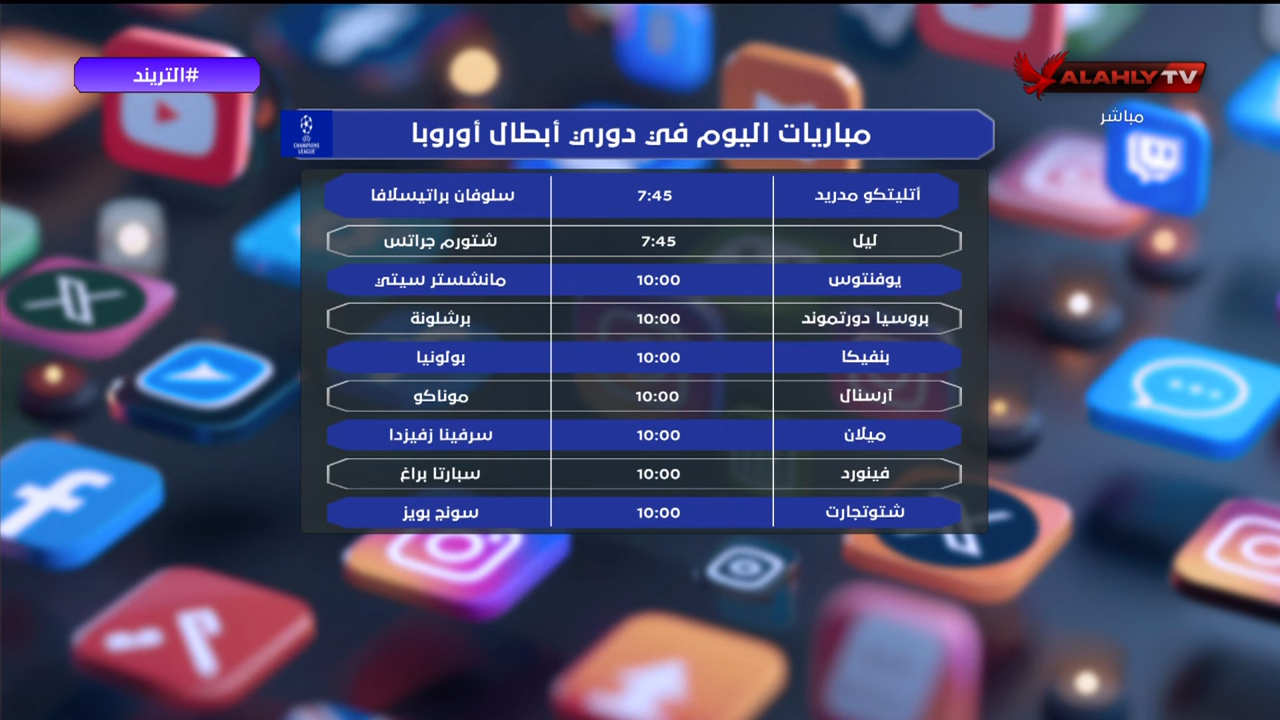 #التريند
ALAHLY TV
مباشر
UEFA CHAMPIONS LEAGUE
مباريات اليوم في دوري أبطال أوروبا
أتليتكو مدريد 7:45 سلوفان براتيسلافا
ليل 7:45 شتورم جراتس
يوفنتوس 10:00 مانشستر سيتي
بروسيا دورتموند 10:00 برشلونة
بنفيكا 10:00 بولونيا
آرسنال 10:00 موناكو
ميلان 10:00 سرفينا زفيزدا
فينورد 10:00 سبارتا براغ
شتوتجارت 10:00 سونج بويز